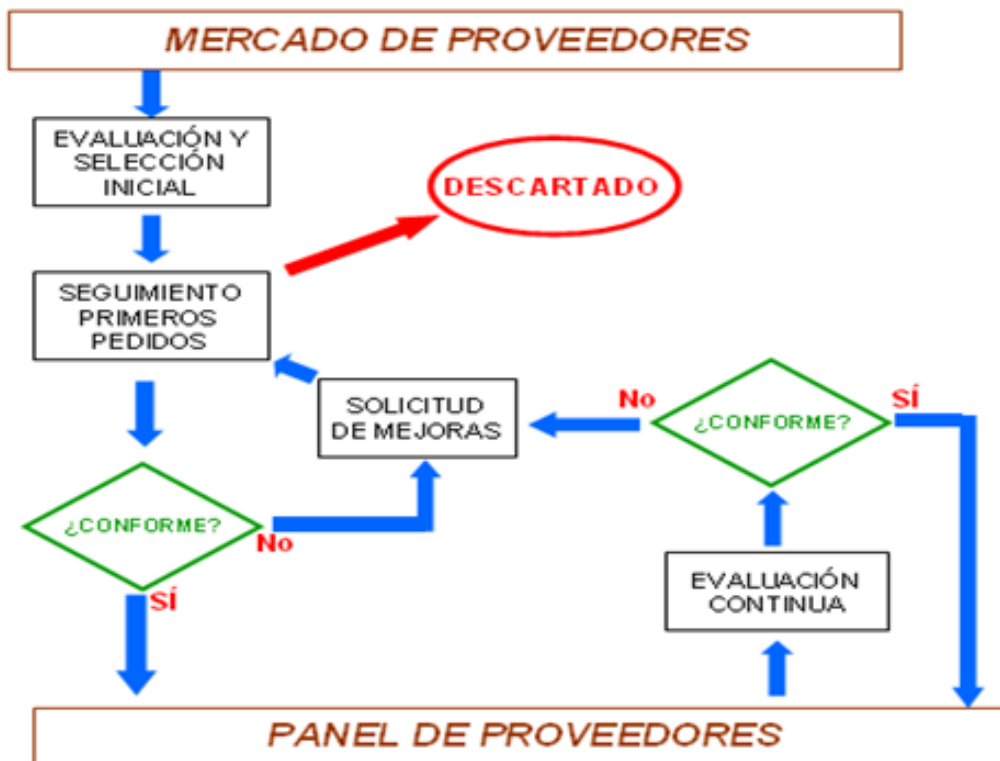 MERCADO DE PROVEEDORES
EVALUACIÓN Y
SELECCIÓN
INICIAL
DESCARTADO
SEGUIMIENTO
PRIMEROS
PEDIDOS
SOLICITUD
DE MEJORAS
No
¿CONFORME?
SÍ
¿CONFORME?
No
SÍ
EVALUACIÓN
CONTINUA
PANEL DE PROVEEDORES